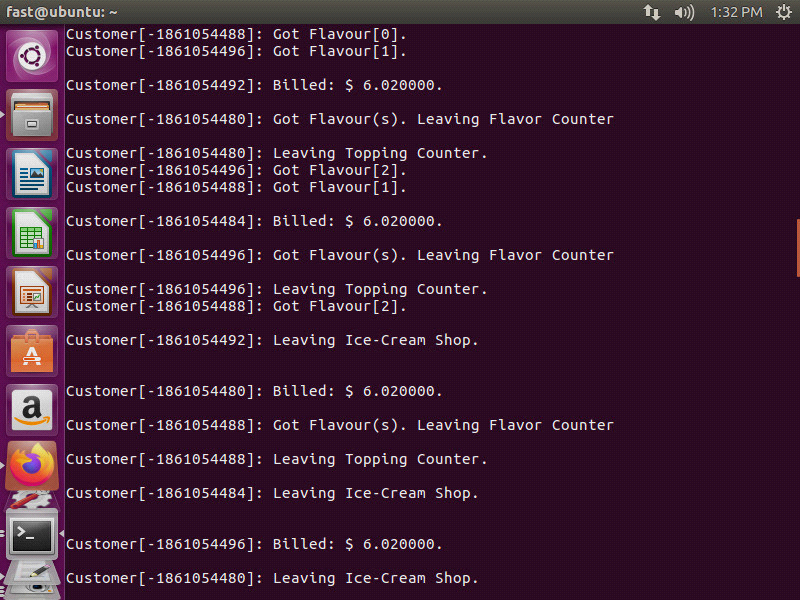 fast@ubuntu: ~
1:32 PM
Customer[-1861054488]: Got Flavour[0].
Customer[-1861054496]: Got Flavour[1].
Customer[-1861054492]: Billed: $ 6.020000.
Customer[-1861054480]: Got Flavour(s). Leaving Flavor Counter
Customer[-1861054480]: Leaving Topping Counter.
Customer[-1861054496]: Got Flavour[2].
Customer[-1861054488]: Got Flavour[1].
Customer[-1861054484]: Billed: $ 6.020000.
Customer[-1861054496]: Got Flavour(s). Leaving Flavor Counter
Customer[-1861054496]: Leaving Topping Counter.
Customer[-1861054488]: Got Flavour[2].
Customer[-1861054492]: Leaving Ice-Cream Shop.
Customer[-1861054480]: Billed: $ 6.020000.
Customer[-1861054488]: Got Flavour(s). Leaving Flavor Counter
Customer[-1861054488]: Leaving Topping Counter.
Customer[-1861054484]: Leaving Ice-Cream Shop.
Customer[-1861054496]: Billed: $ 6.020000.
Customer[-1861054480]: Leaving Ice-Cream Shop.